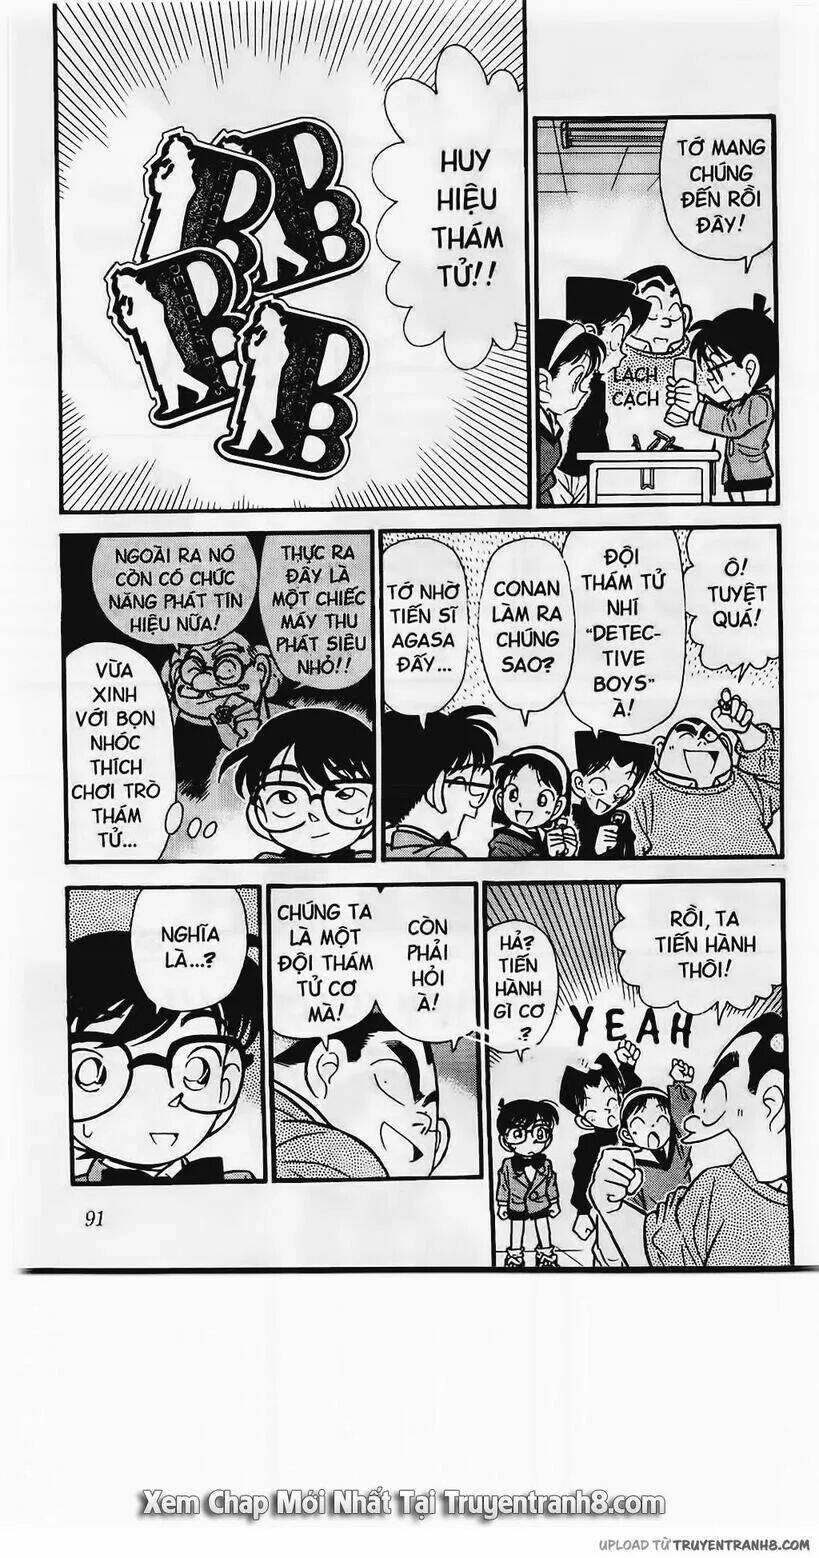 TỚ MANG
CHÚNG
ĐẾN RỒI
ĐÂY!
LẠCH
CẠCH
HUY
HIỆU
THÁM
TỬ!!
DETECTIVE BOYS
Ô!
TUYỆT
QUÁ!
ĐỘI
THÁM TỬ
NHÍ
"DETEC-
TIVE
BOYS"
À!
CONAN
LÀM RA
CHÚNG
SAO?
TỚ NHỜ
TIẾN SĨ
AGASA
ĐẤY...
THỰC RA
ĐÂY LÀ
MỘT CHIẾC
MÁY THU
PHÁT SIÊU
NHỎ!!
NGOÀI RA NÓ
CÒN CÓ CHỨC
NĂNG PHÁT TÍN
HIỆU NỮA!
VỪA
XINH
VỚI BỌN
NHÓC
THÍCH
CHƠI TRÒ
THÁM
TỬ...
RỒI, TA
TIẾN HÀNH
THÔI!
HẢ?
TIẾN
HÀNH
GÌ CƠ
?
YEAH
CÒN
PHẢI
HỎI
À!
CHÚNG TA
LÀ MỘT
ĐỘI THÁM
TỬ CƠ
MÀ!
NGHĨA
LÀ...?
91
Xem Chap Mới Nhất Tại Truyentranh8.com
UPLOAD TỪ TRUYENTRANH8.COM